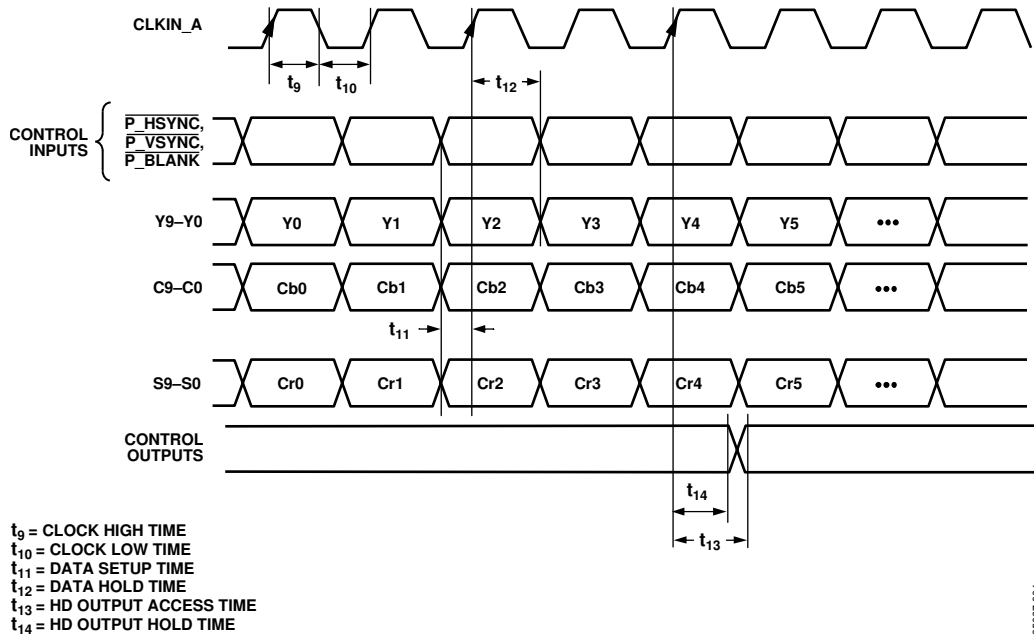 CLKIN_A
t9
t10
t12
CONTROL
INPUTS
P_HSYNC,
P_VSYNC,
P_BLANK
Y9–Y0
Y0
Y1
Y2
Y3
Y4
Y5
•••
C9–C0
Cb0
Cb1
Cb2
Cb3
Cb4
Cb5
•••
t11
S9–S0
Cr0
Cr1
Cr2
Cr3
Cr4
Cr5
•••
CONTROL
OUTPUTS
t14
t13
t9 = CLOCK HIGH TIME
t10 = CLOCK LOW TIME
t11 = DATA SETUP TIME
t12 = DATA HOLD TIME
t13 = HD OUTPUT ACCESS TIME
t14 = HD OUTPUT HOLD TIME